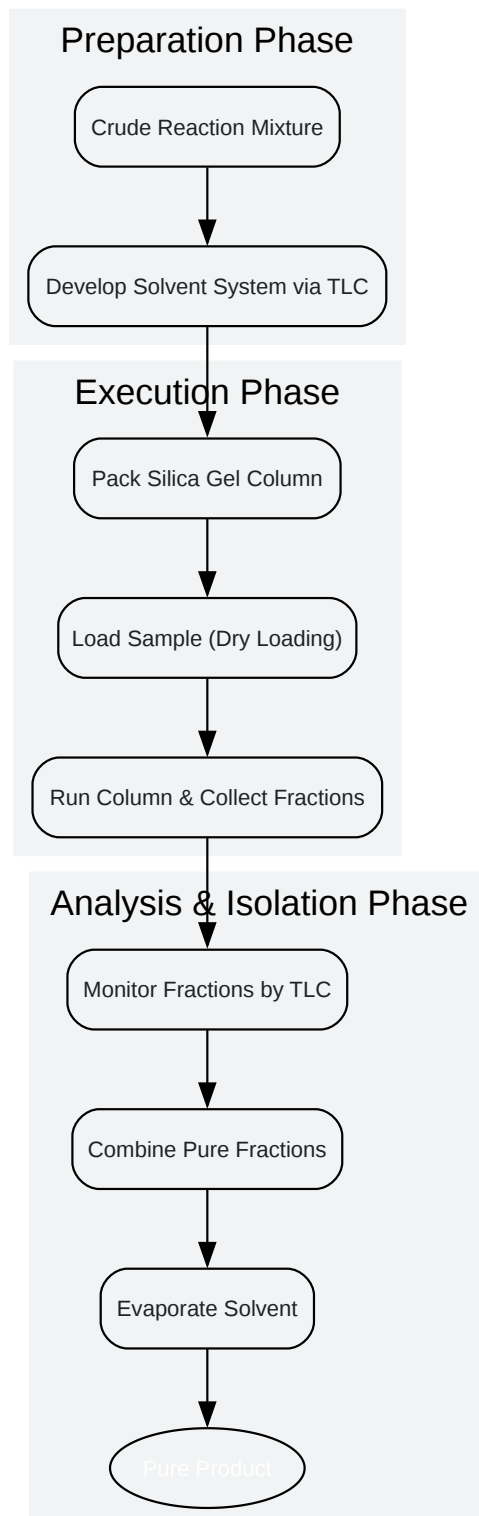 Preparation Phase
Crude Reaction Mixture
Develop Solvent System via TLC
Execution Phase
Pack Silica Gel Column
Load Sample (Dry Loading)
Run Column & Collect Fractions
Analysis & Isolation Phase
Monitor Fractions by TLC
Combine Pure Fractions
Evaporate Solvent
Pure Product